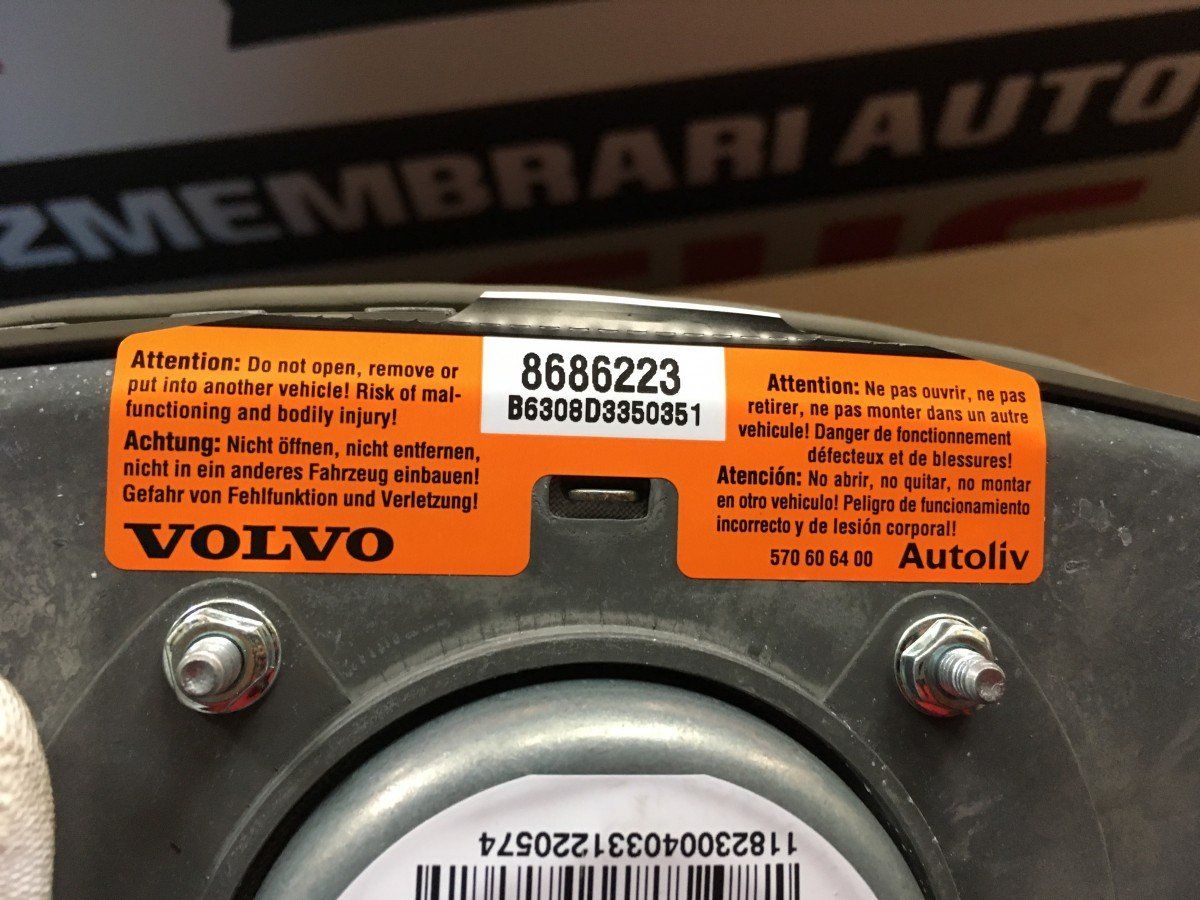 ZMEMBRARI AUTO
Attention: Do not open, remove or
put into another vehicle! Risk of mal-
functioning and bodily injury!
Achtung: Nicht öffnen, nicht entfernen,
nicht in ein anderes Fahrzeug einbauen!
Gefahr von Fehlfunktion und Verletzung!
VOLVO
8686223
B6308D3350351
Attention: Ne pas ouvrir, ne pas
retirer, ne pas monter dans un autre
vehicule! Danger de fonctionnement
défecteux et de blessures!
Atención: No abrir, no quitar, no montar
en otro vehiculo! Peligro de funcionamiento
incorrecto y de lesión corporal!
570 60 64 00 Autoliv
118230040331220574